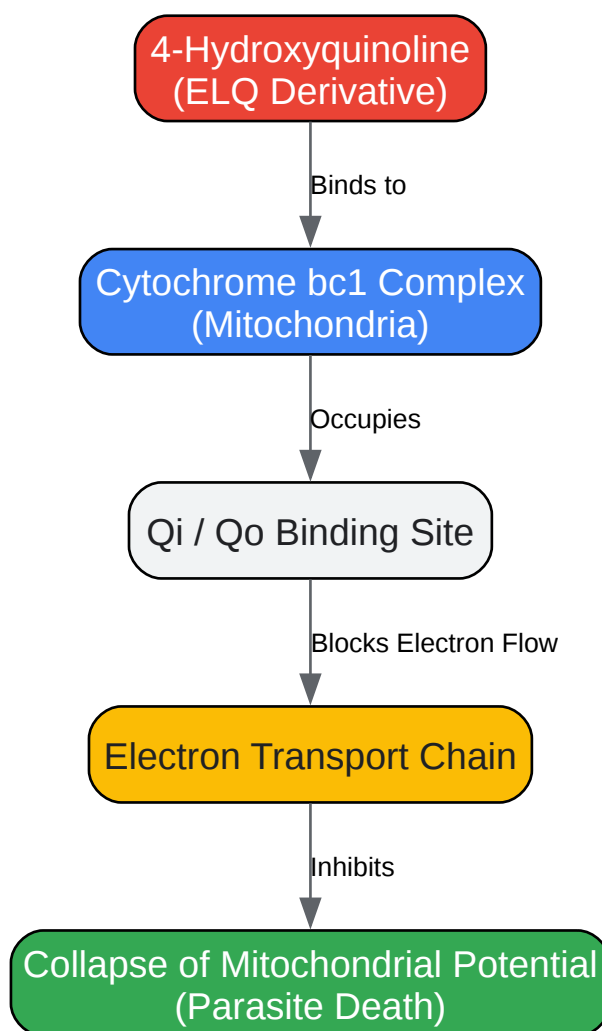 4-Hydroxyquinoline
(ELQ Derivative)
Binds to
Cytochrome bc1 Complex
(Mitochondria)
Occupies
Qi / Qo Binding Site
Blocks Electron Flow
Electron Transport Chain
Inhibits
Collapse of Mitochondrial Potential
(Parasite Death)